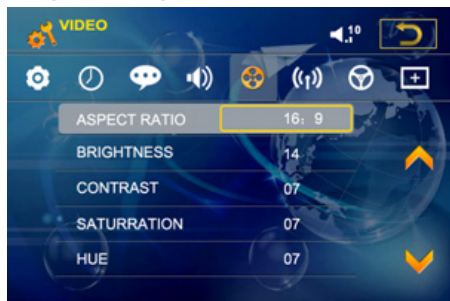 VIDEO
10
ASPECT RATIO 16: 9
BRIGHTNESS 14
CONTRAST 07
SATURRATION 07
HUE 07